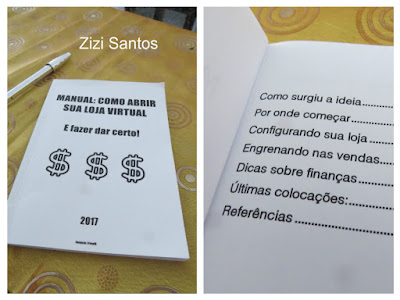 Zizi Santos
MANUAL: COMO ABRIR
SUA LOJA VIRTUAL
E fazer dar certo!
2017
Como surgiu a ideia..........
Por onde começar............
Configurando sua loja......
Engrenando nas vendas....
Dicas sobre finanças........
Últimas colocações:..........
Referências ....................